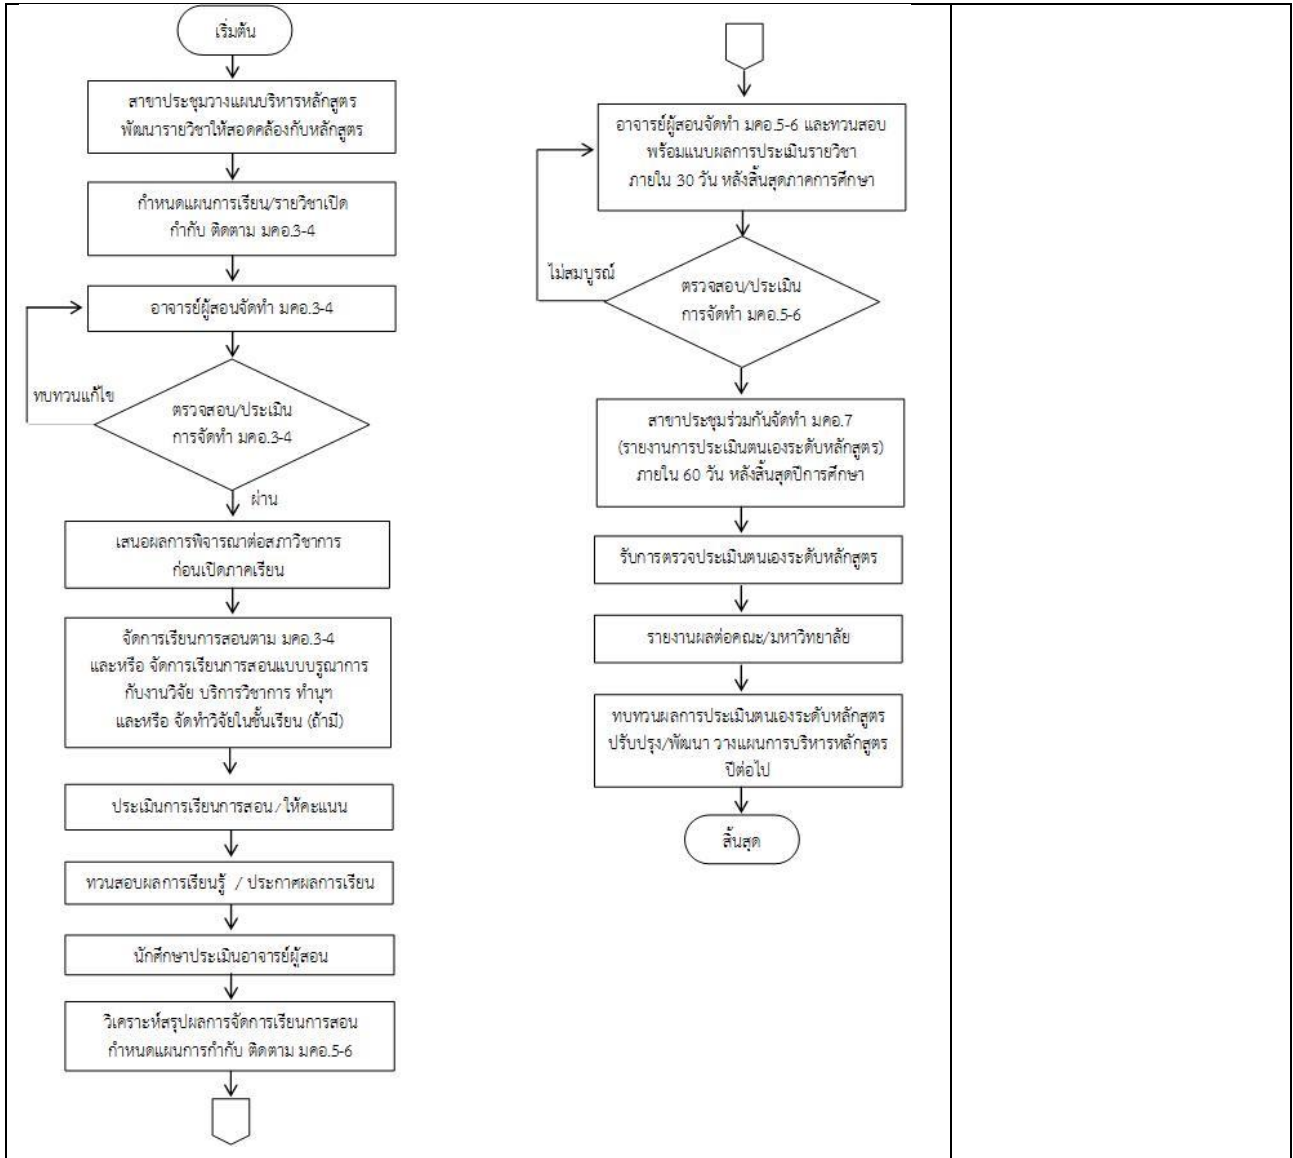 เริ่มต้น
สาขาประชุมวางแผนบริหารหลักสูตร
พัฒนารายวิชาให้สอดคล้องกับหลักสูตร
กำหนดแผนการเรียน/รายวิชาเปิด
กำกับ ติดตาม มคอ.3-4
อาจารย์ผู้สอนจัดทำ มคอ.3-4
ทบทวนแก้ไข
ตรวจสอบ/ประเมิน
การจัดทำ มคอ.3-4
ผ่าน
เสนอผลการพิจารณาต่อสภาวิชาการ
ก่อนเปิดภาคเรียน
จัดการเรียนการสอนตาม มคอ.3-4
และหรือ จัดการเรียนการสอนแบบบรูณาการ
กับงานวิจัย บริการวิชาการ ทำนุฯ
และหรือ จัดทำวิจัยในชั้นเรียน (ถ้ามี)
ประเมินการเรียนการสอน/ให้คะแนน
ทวนสอบผลการเรียนรู้ / ประกาศผลการเรียน
นักศึกษาประเมินอาจารย์ผู้สอน
วิเคราะห์สรุปผลการจัดการเรียนการสอน
กำหนดแผนการกำกับ ติดตาม มคอ.5-6
อาจารย์ผู้สอนจัดทำ มคอ.5-6 และทวนสอบ
พร้อมแนบผลการประเมินรายวิชา
ภายใน 30 วัน หลังสิ้นสุดภาคการศึกษา
ไม่สมบูรณ์
ตรวจสอบ/ประเมิน
การจัดทำ มคอ.5-6
สาขาประชุมร่วมกันจัดทำ มคอ.7
(รายงานการประเมินตนเองระดับหลักสูตร)
ภายใน 60 วัน หลังสิ้นสุดปีการศึกษา
รับการตรวจประเมินตนเองระดับหลักสูตร
รายงานผลต่อคณะ/มหาวิทยาลัย
ทบทวนผลการประเมินตนเองระดับหลักสูตร
ปรับปรุง/พัฒนา วางแผนการบริหารหลักสูตร
ปีต่อไป
สิ้นสุด